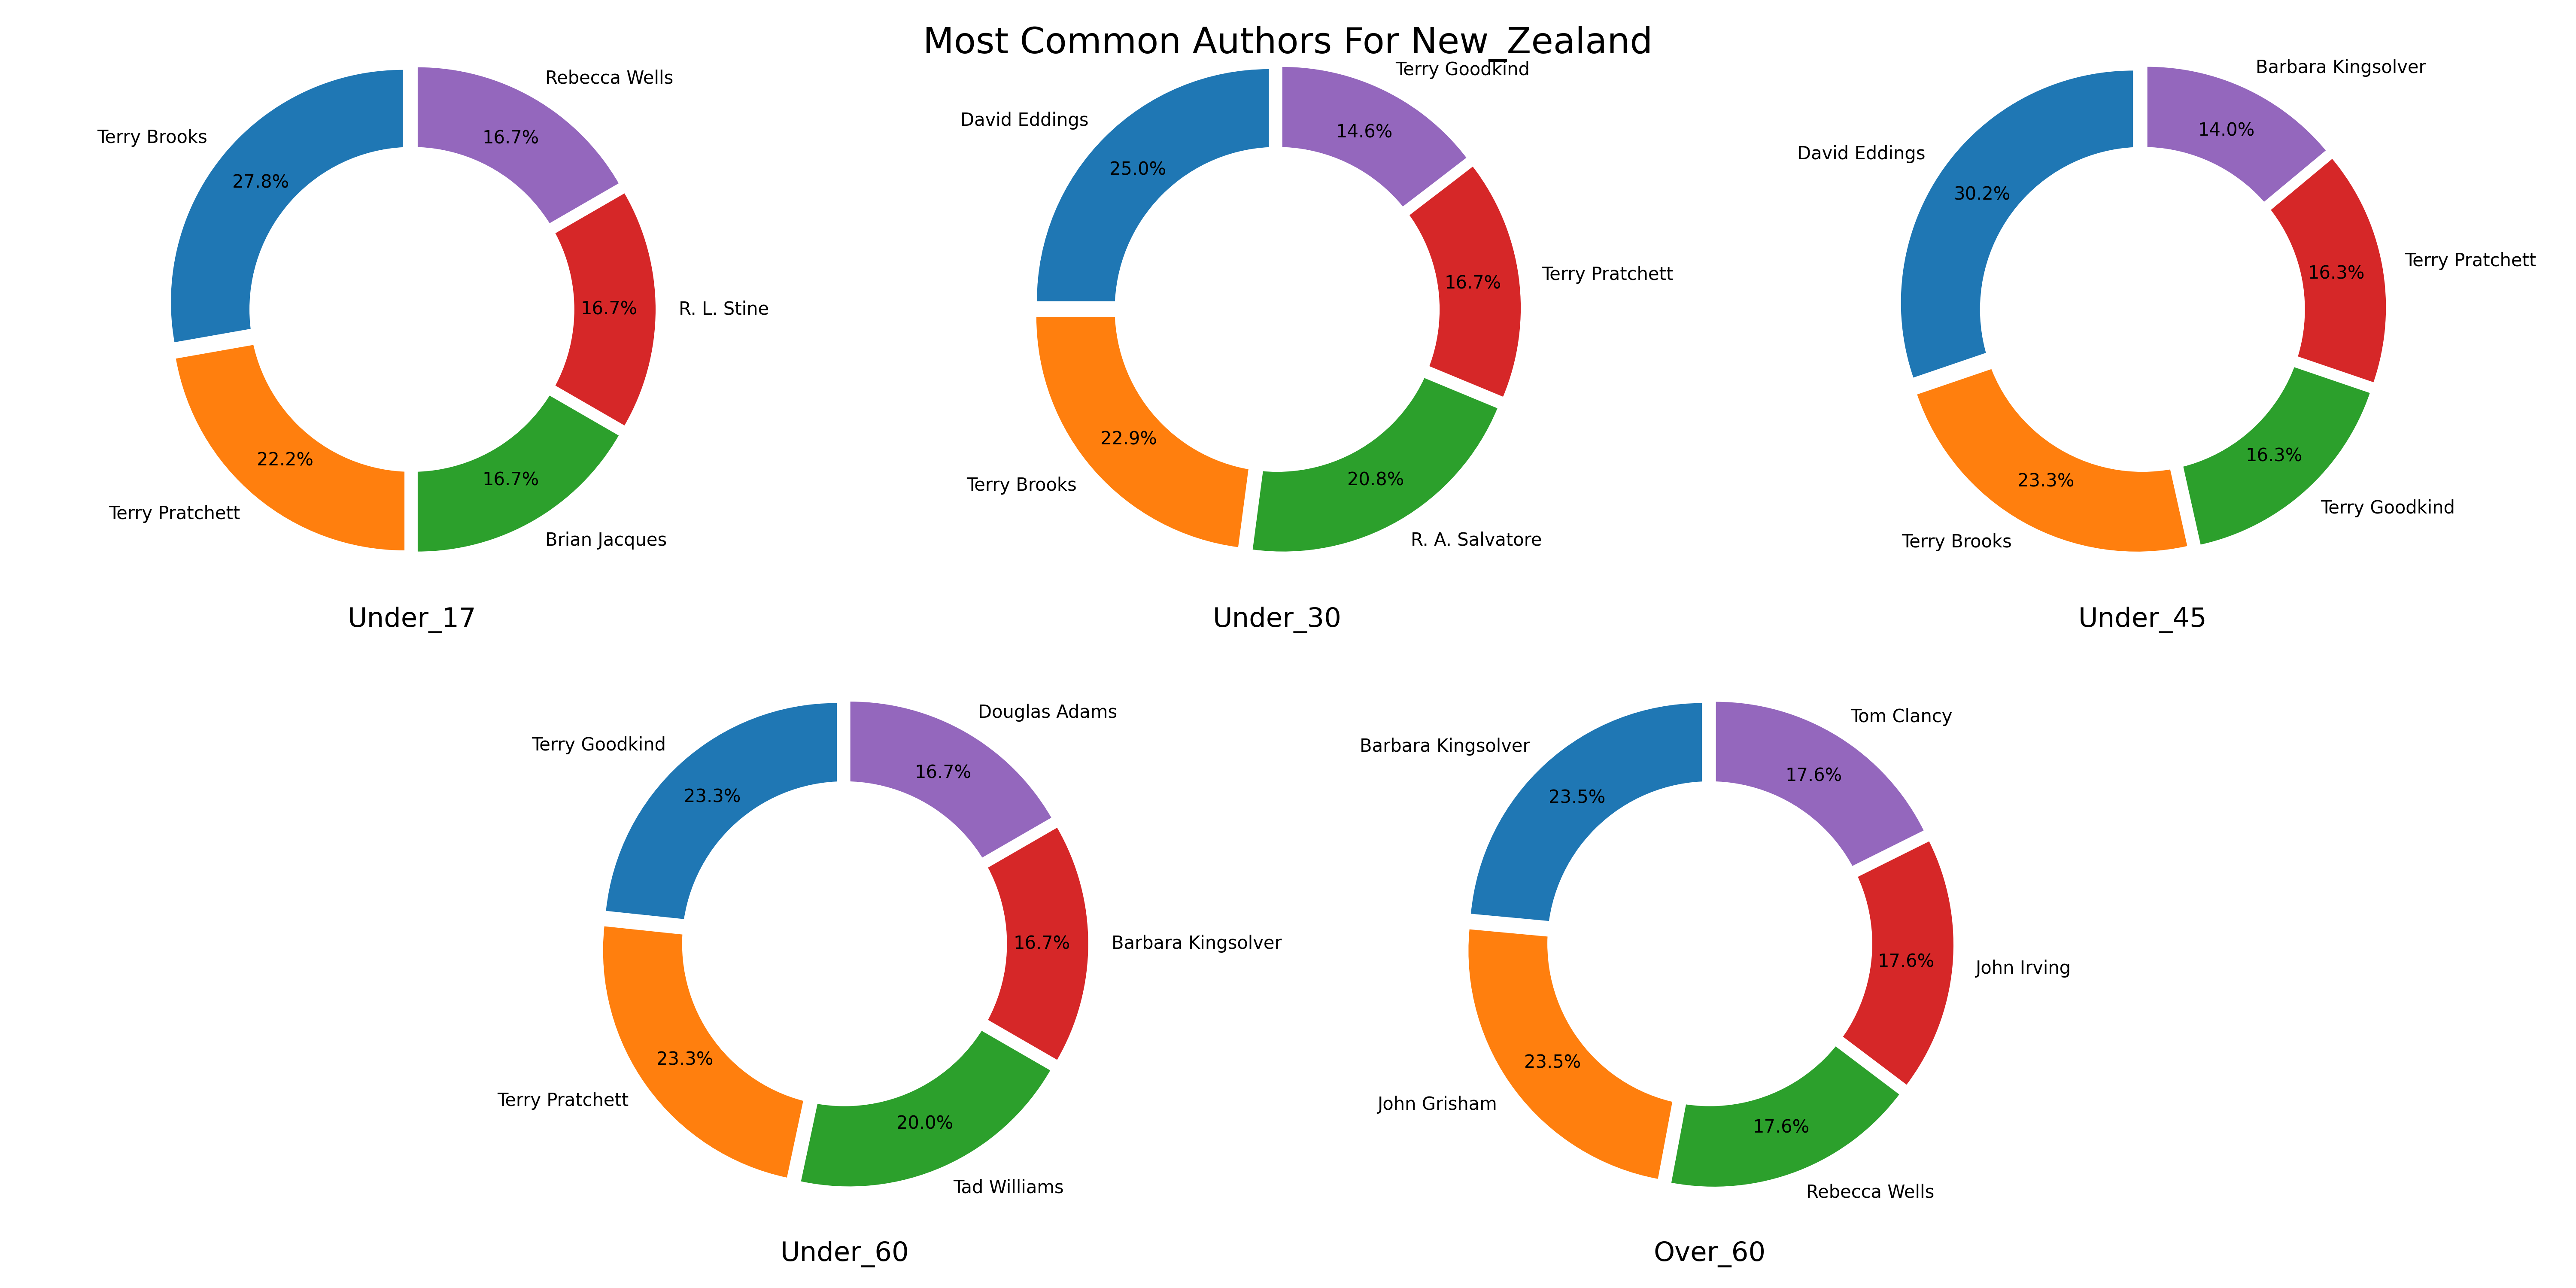 Most Common Authors For New_Zealand
Rebecca Wells
16.7%
Terry Brooks
27.8%
R. L. Stine
16.7%
Terry Pratchett
22.2%
Brian Jacques
16.7%
Under_17
Terry Goodkind
14.6%
David Eddings
25.0%
Terry Pratchett
16.7%
Terry Brooks
22.9%
R. A. Salvatore
20.8%
Under_30
Barbara Kingsolver
14.0%
David Eddings
30.2%
Terry Pratchett
16.3%
Terry Brooks
23.3%
Terry Goodkind
16.3%
Under_45
Douglas Adams
16.7%
Terry Goodkind
23.3%
Barbara Kingsolver
16.7%
Terry Pratchett
23.3%
Tad Williams
20.0%
Under_60
Tom Clancy
17.6%
Barbara Kingsolver
23.5%
John Irving
17.6%
John Grisham
23.5%
Rebecca Wells
17.6%
Over_60